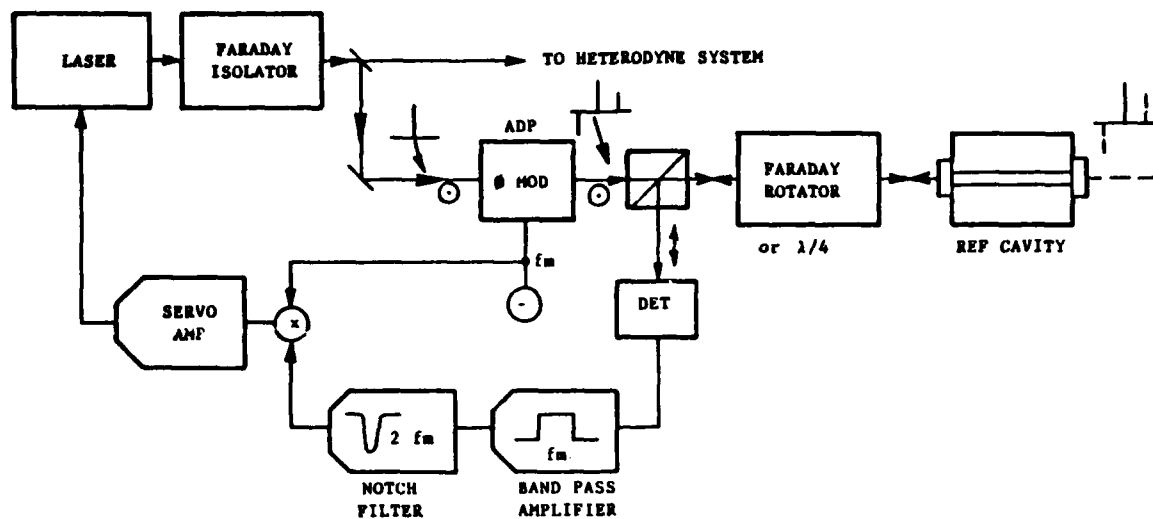 LASER
FARADAY
ISOLATOR
TO HETERODYNE SYSTEM
ADP
ø MOD
fm
FARADAY
ROTATOR
or λ/4
REF CAVITY
DET
SERVO
AMP
x
-
2 fm
NOTCH
FILTER
fm
BAND PASS
AMPLIFIER